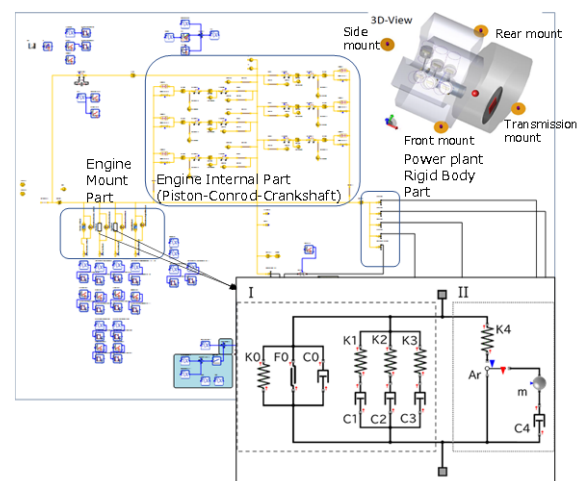 3D-View
Side
mount
Rear mount
Transmission
mount
Front mount
Power plant
Rigid Body
Part
Engine
Mount
Part
Engine Internal Part
(Piston-Conrod-Crankshaft)
I
II
K0
F0
C0
K1
K2
K3
C1
C2
C3
K4
Ar
m
C4